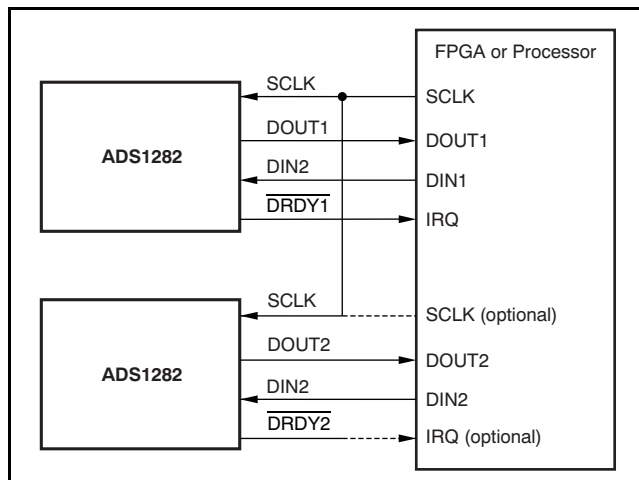 FPGA or Processor
SCLK SCLK
DOUT1 DOUT1
ADS1282
DIN2 DIN1
DRDY1 IRQ
SCLK SCLK (optional)
DOUT2 DOUT2
ADS1282
DIN2 DIN2
DRDY2 IRQ (optional)